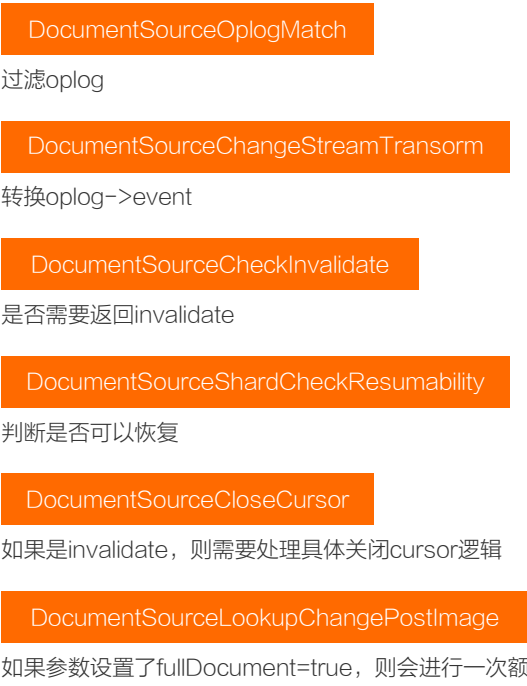 DocumentSourceOplogMatch
过滤oplog
DocumentSourceChangeStreamTransorm
转换oplog->event
DocumentSourceCheckInvalidate
是否需要返回invalidate
DocumentSourceShardCheckResumability
判断是否可以恢复
DocumentSourceCloseCursor
如果是invalidate，则需要处理具体关闭cursor逻辑
DocumentSourceLookupChangePostImage
如果参数设置了fullDocument=true，则会进行一次额